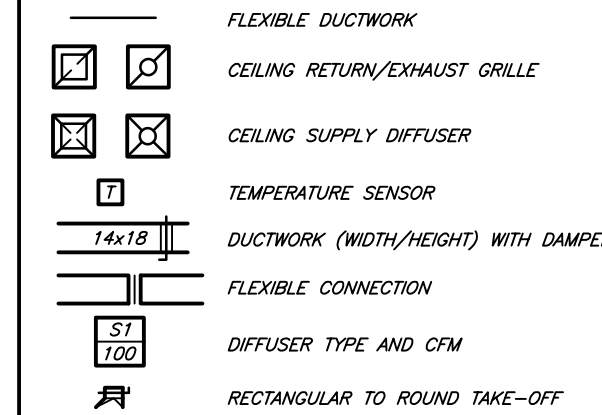 FLEXIBLE DUCTWORK
CEILING RETURN/EXHAUST GRILLE
CEILING SUPPLY DIFFUSER
T TEMPERATURE SENSOR
14x18 DUCTWORK (WIDTH/HEIGHT) WITH
FLEXIBLE CONNECTION
S1
100 DIFFUSER TYPE AND CFM
RECTANGULAR TO ROUND TAKE-OFF